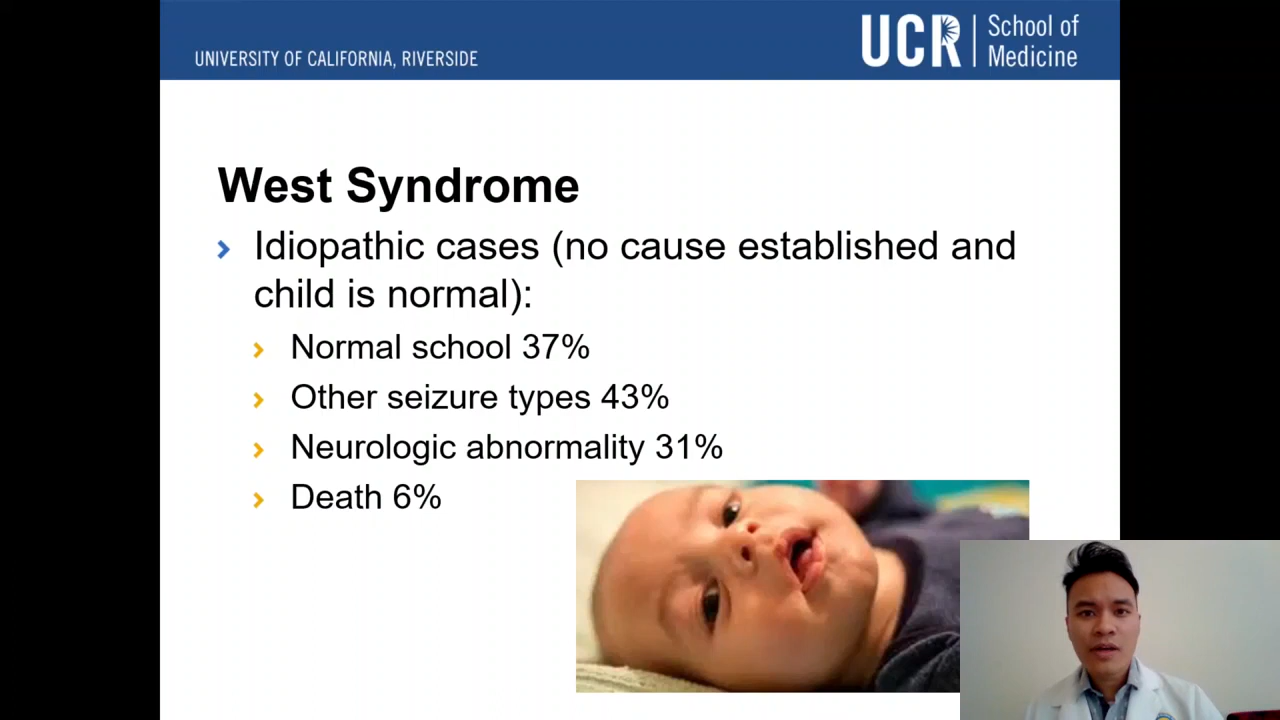 UNIVERSITY OF CALIFORNIA, RIVERSIDE
UCR School of
Medicine
West Syndrome
Idiopathic cases (no cause established and
child is normal):
Normal school 37%
Other seizure types 43%
Neurologic abnormality 31%
Death 6%